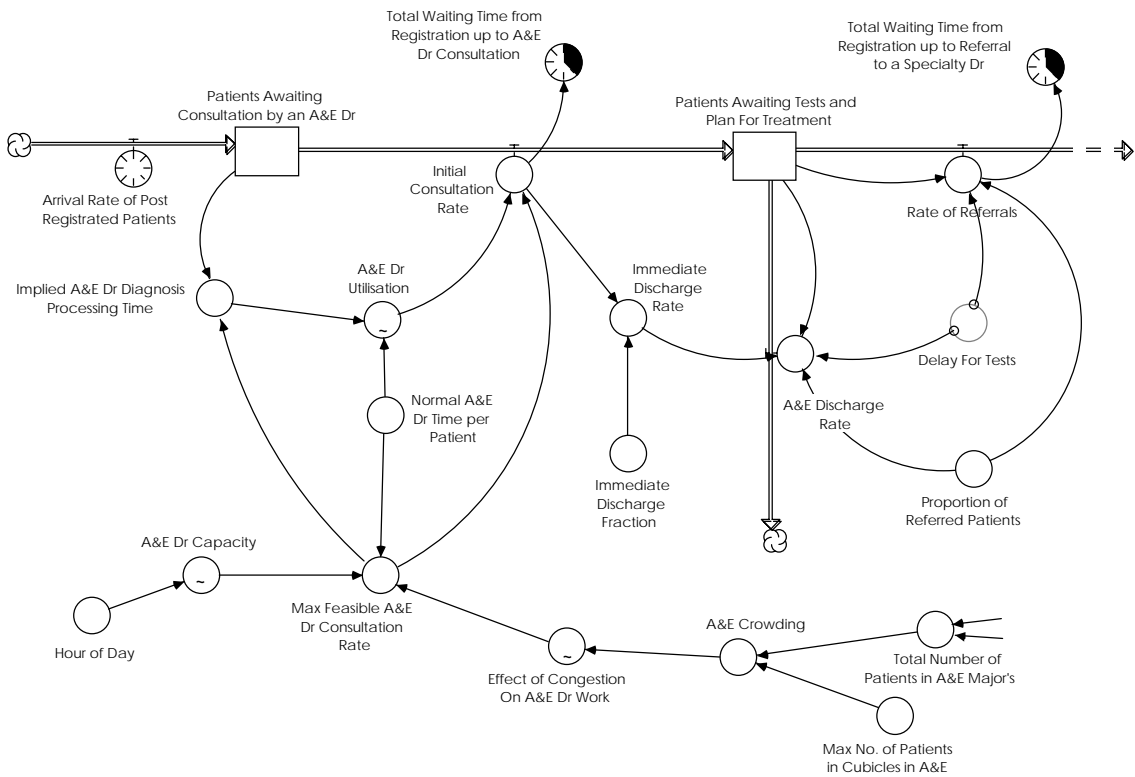 Total Waiting Time from
Registration up to A&E
Dr Consultation
Total Waiting Time from
Registration up to Referral
to a Specialty Dr
Patients Awaiting
Consultation by an A&E Dr
Patients Awaiting Tests and
Plan For Treatment
Arrival Rate of Post
Registrated Patients
Initial
Consultation
Rate
Rate of Referrals
Implied A&E Dr Diagnosis
Processing Time
A&E Dr
Utilisation
~
Immediate
Discharge
Rate
Delay For Tests
Normal A&E
Dr Time per
Patient
A&E Discharge
Rate
Immediate
Discharge
Fraction
Proportion of
Referred Patients
A&E Dr Capacity
~
Hour of Day
Max Feasible A&E
Dr Consultation
Rate
~
Effect of Congestion
On A&E Dr Work
A&E Crowding
Total Number of
Patients in A&E Major's
Max No. of Patients
in Cubicles in A&E